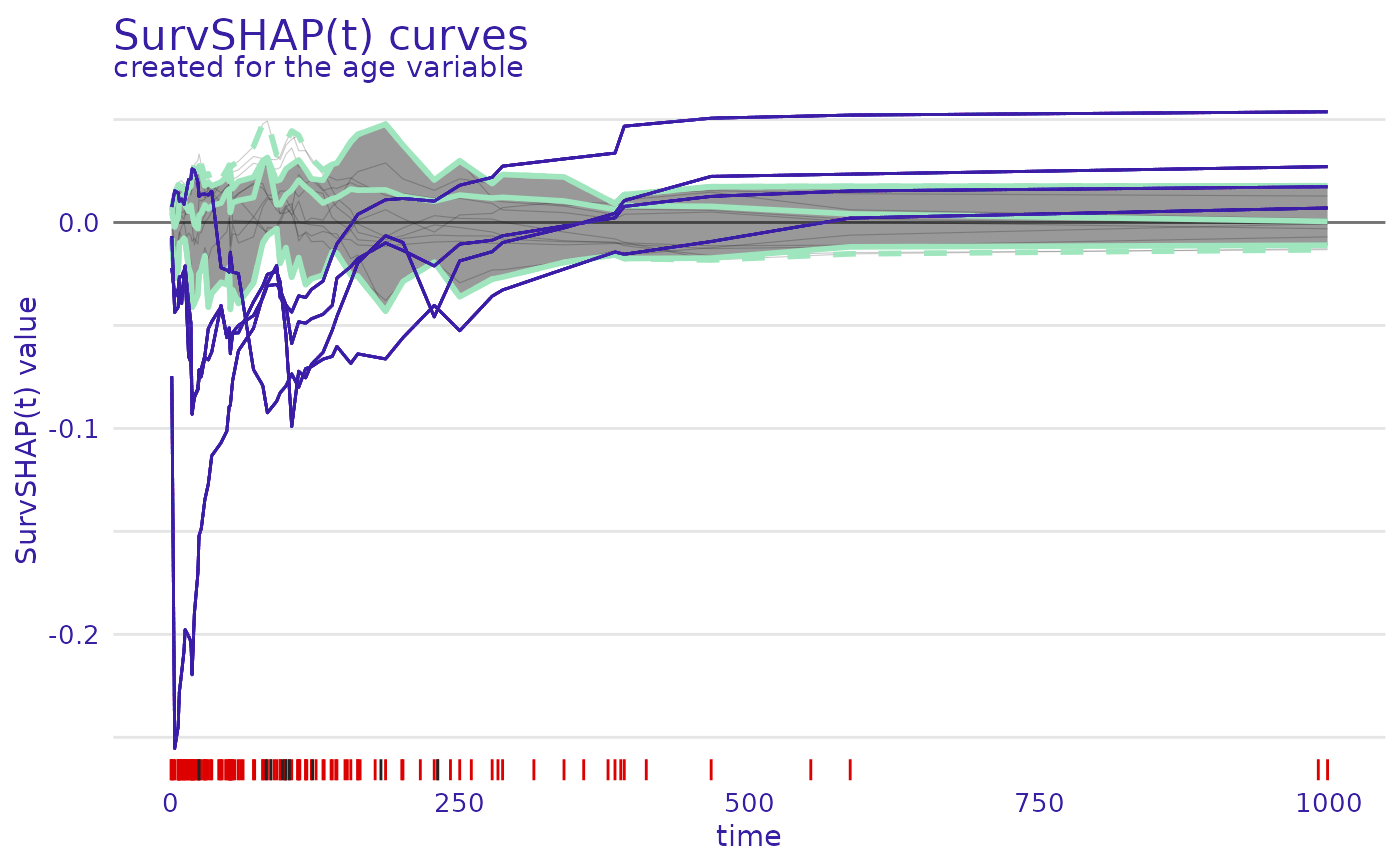 SurvSHAP(t) curves
created for the age variable
SurvSHAP(t) value
0.0
-0.1
-0.2
0 250 500 750 1000
time